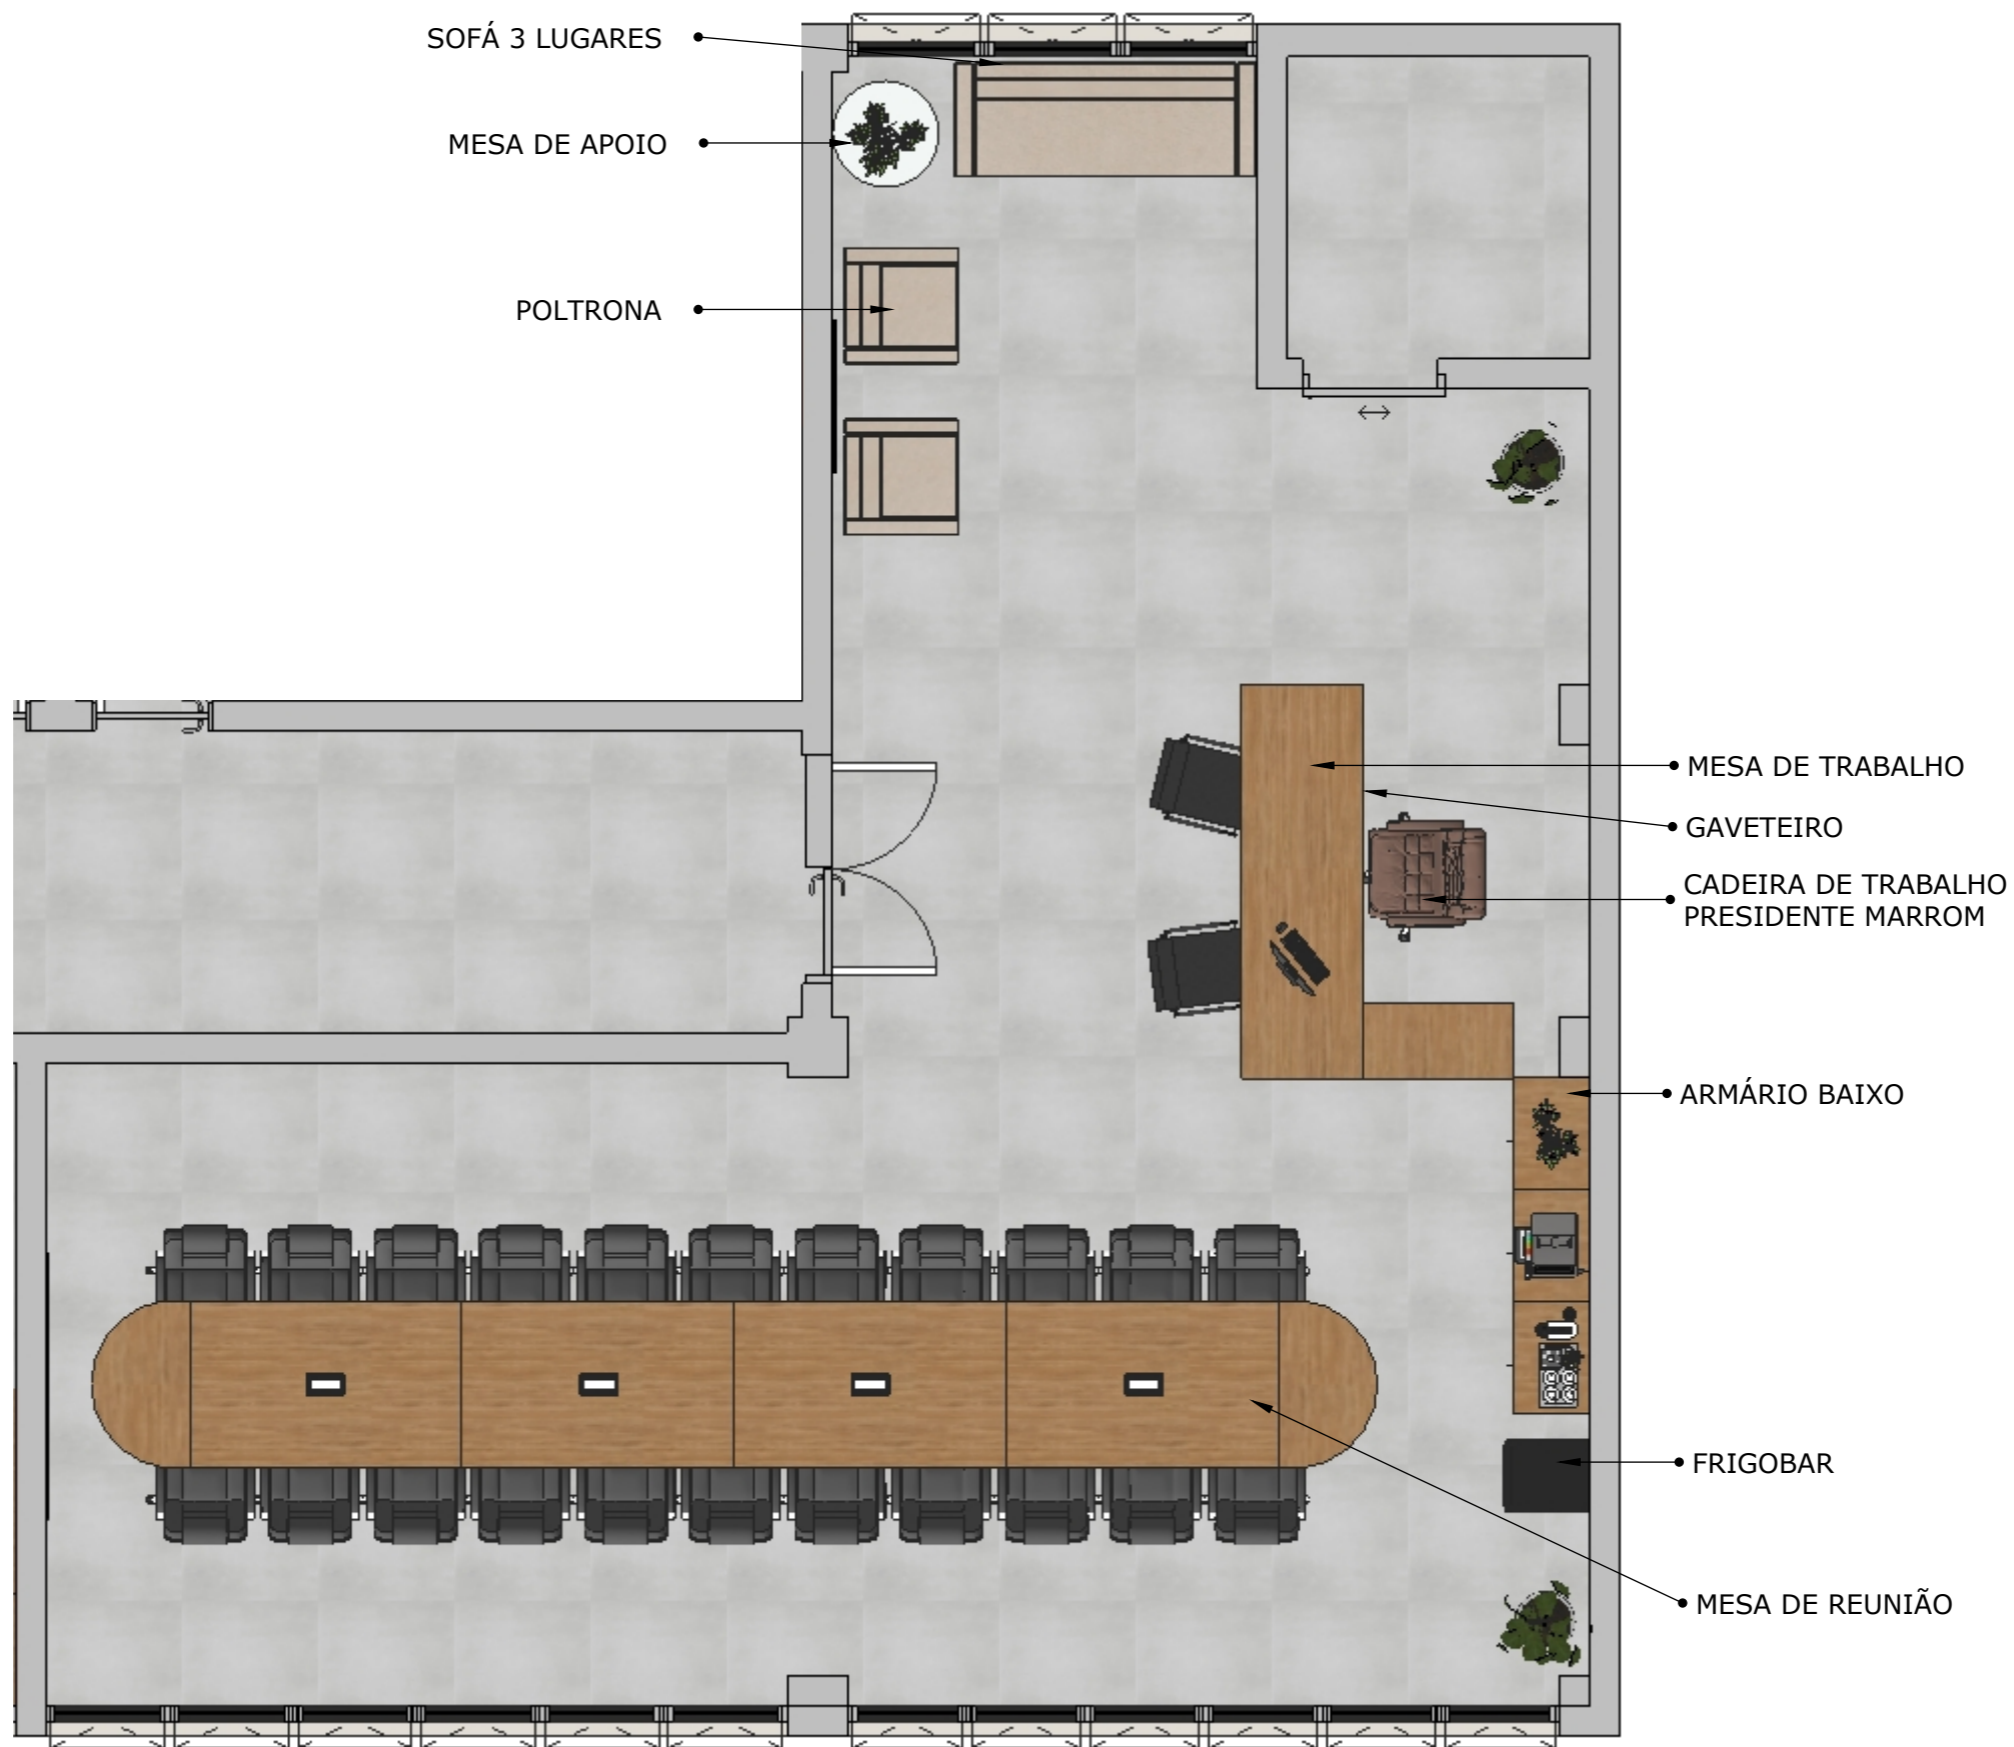 SOFÁ 3 LUGARES
MESA DE APOIO
POLTRONA
MESA DE TRABALHO
GAVETEIRO
CADEIRA DE TRABALHO
PRESIDENTE MARROM
ARMÁRIO BAIXO
FRIGOBAR
MESA DE REUNIÃO